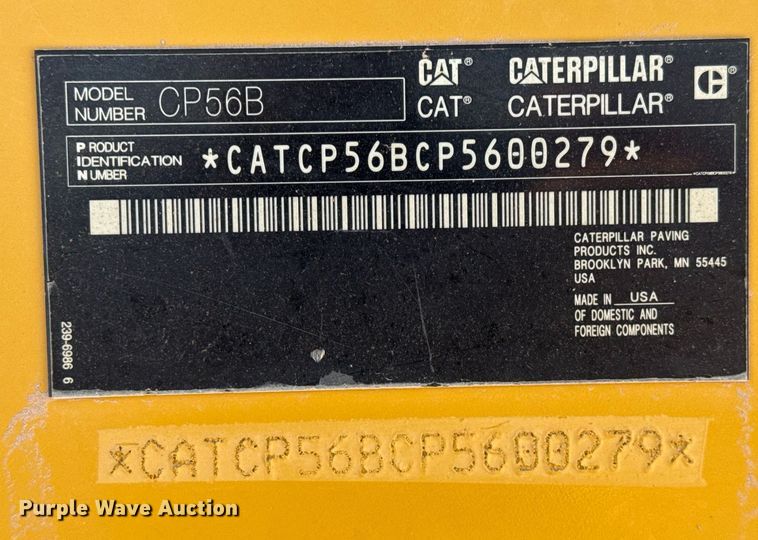 CAT® CATERPILLAR®
CAT® CATERPILLAR®
MODEL NUMBER CP56B
PRODUCT IDENTIFICATION NUMBER *CATCP56BCP5600279*
*CATCP56BCP5600279*
CATERPILLAR PAVING
PRODUCTS INC.
BROOKLYN PARK, MN 55445
USA
MADE IN USA
OF DOMESTIC AND
FOREIGN COMPONENTS
239-6986 6
*CATCP56BCP5600279*
Purple Wave Auction